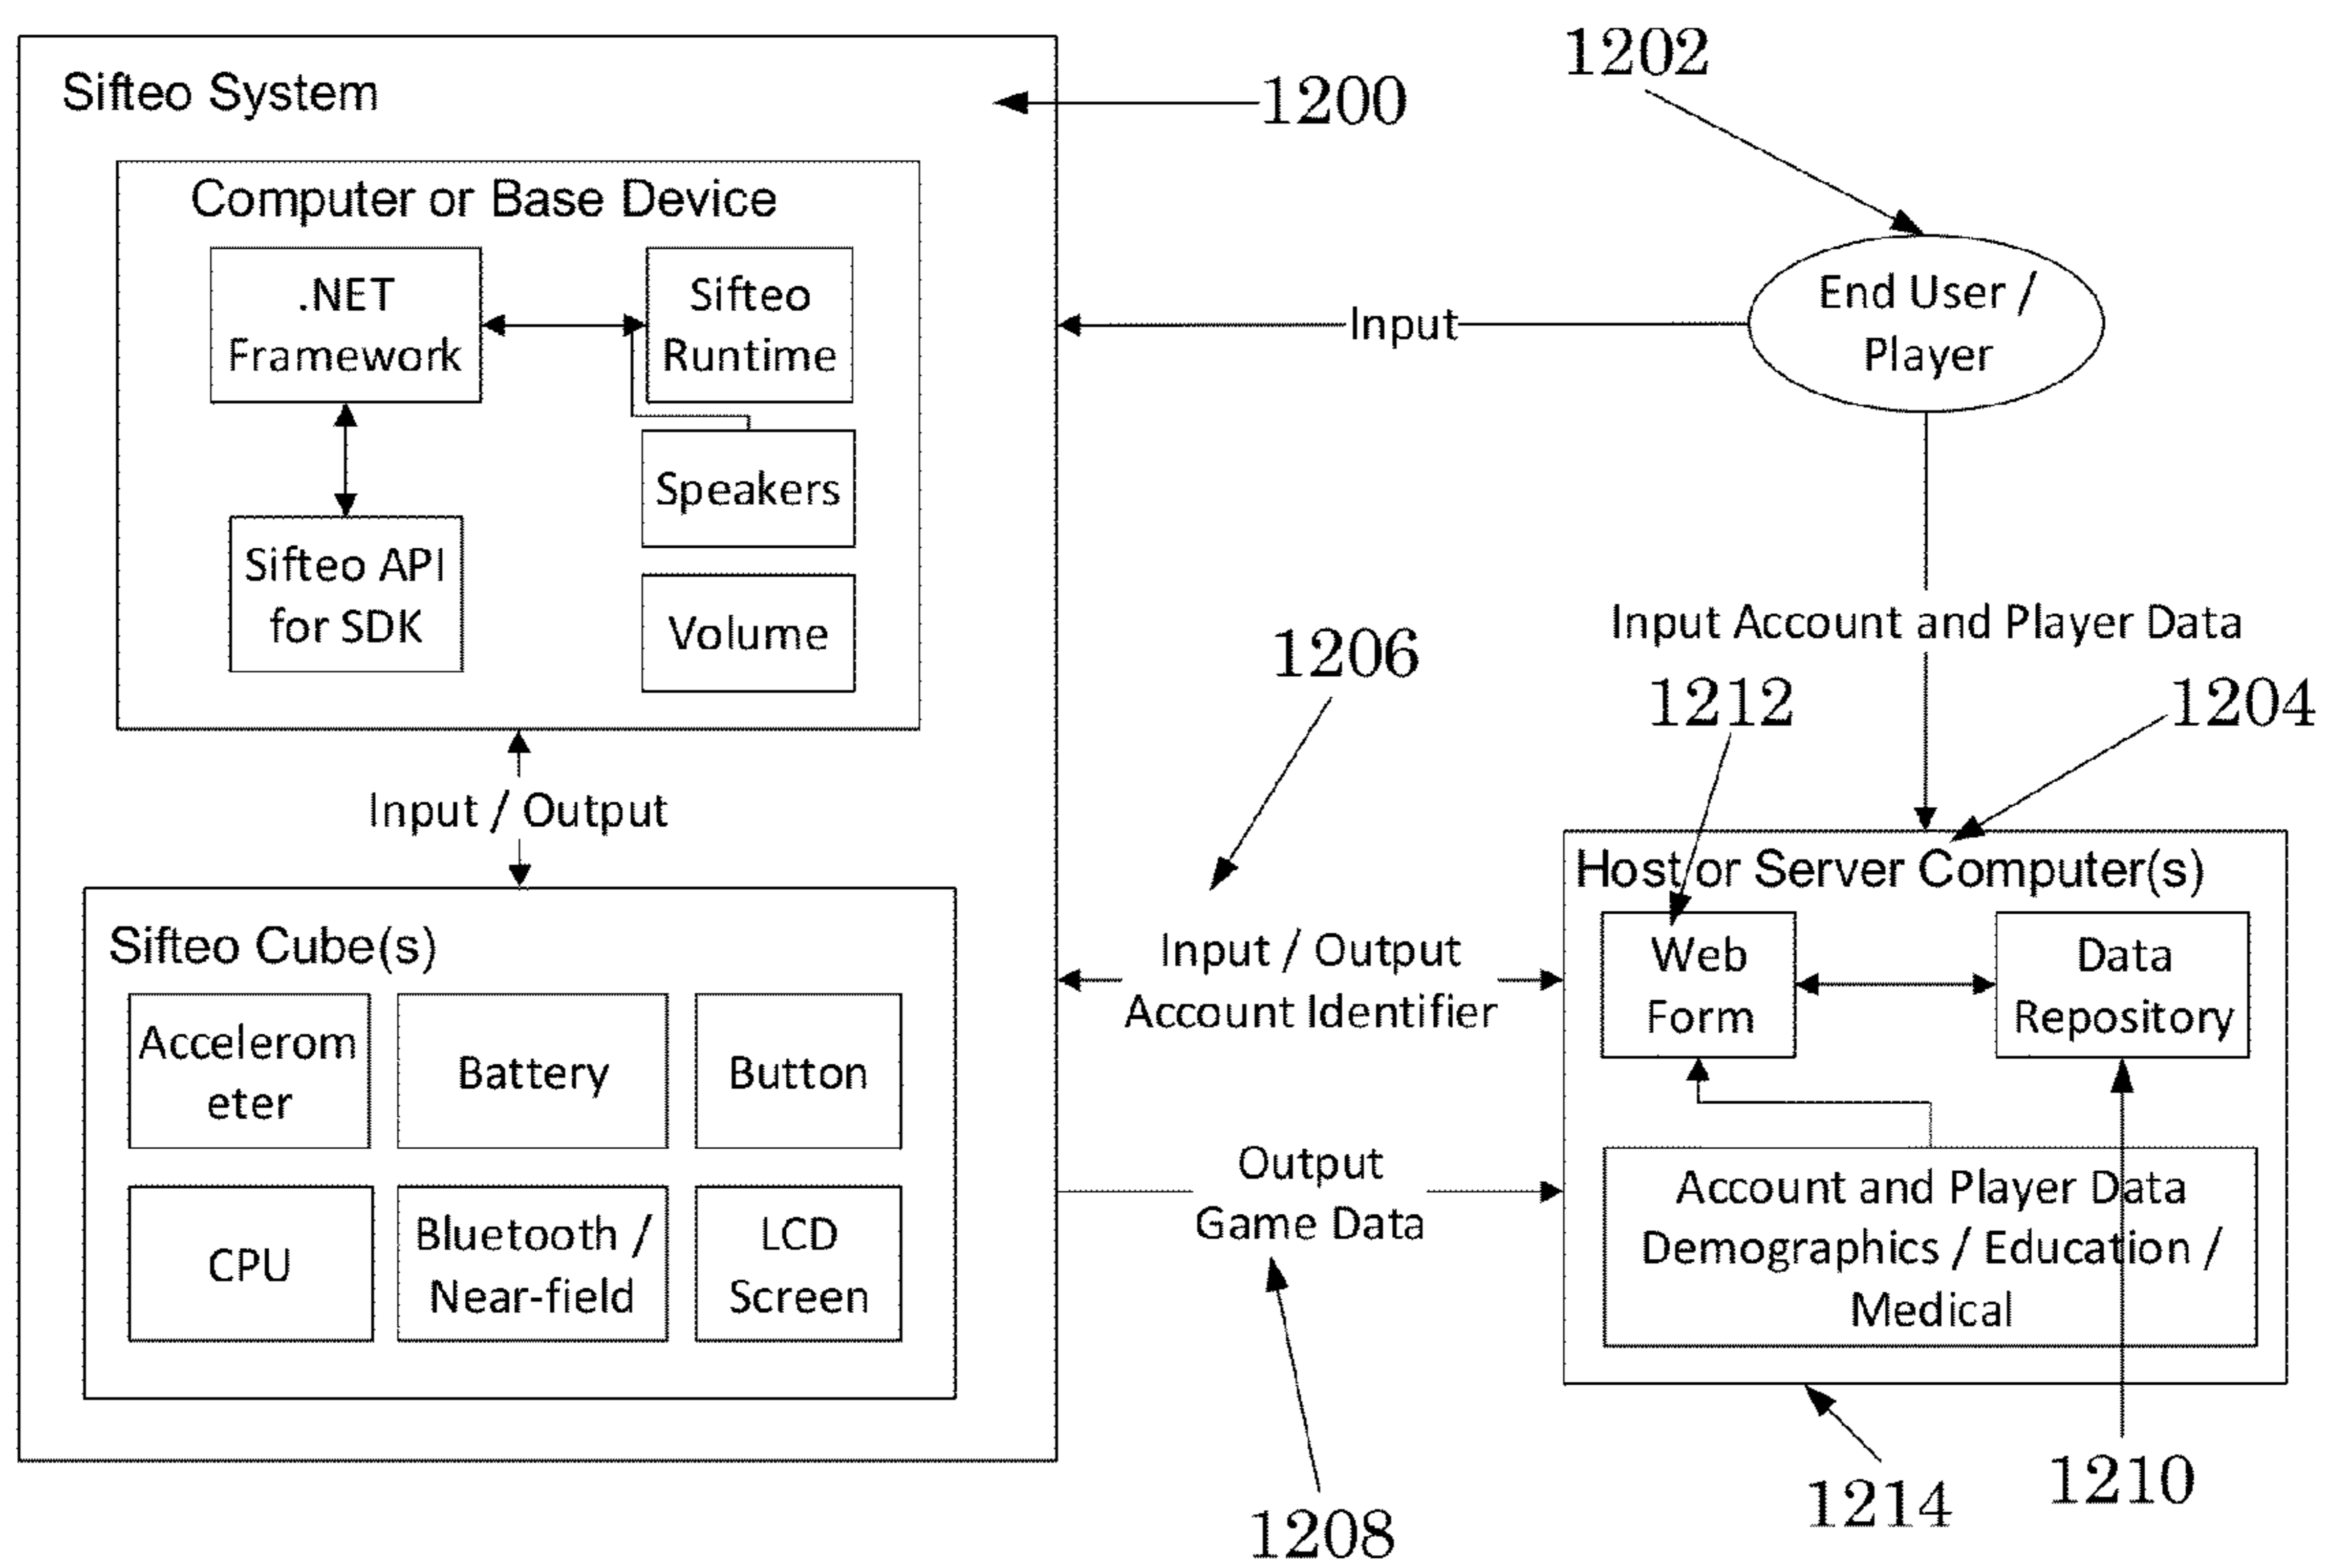 Sifteo System
1200
1202
Computer or Base Device
.NET
Framework
Sifteo
Runtime
Speakers
Sifteo API
for SDK
Volume
Input / Output
Sifteo Cube(s)
Accelerom
eter
Battery
Button
CPU
Bluetooth /
Near-field
LCD
Screen
Input
End User /
Player
Input Account and Player Data
1206
1212
1204
Input / Output
Account Identifier
Output
Game Data
1208
Host or Server Computer(s)
Web
Form
Data
Repository
Account and Player Data
Demographics / Education /
Medical
1214
1210